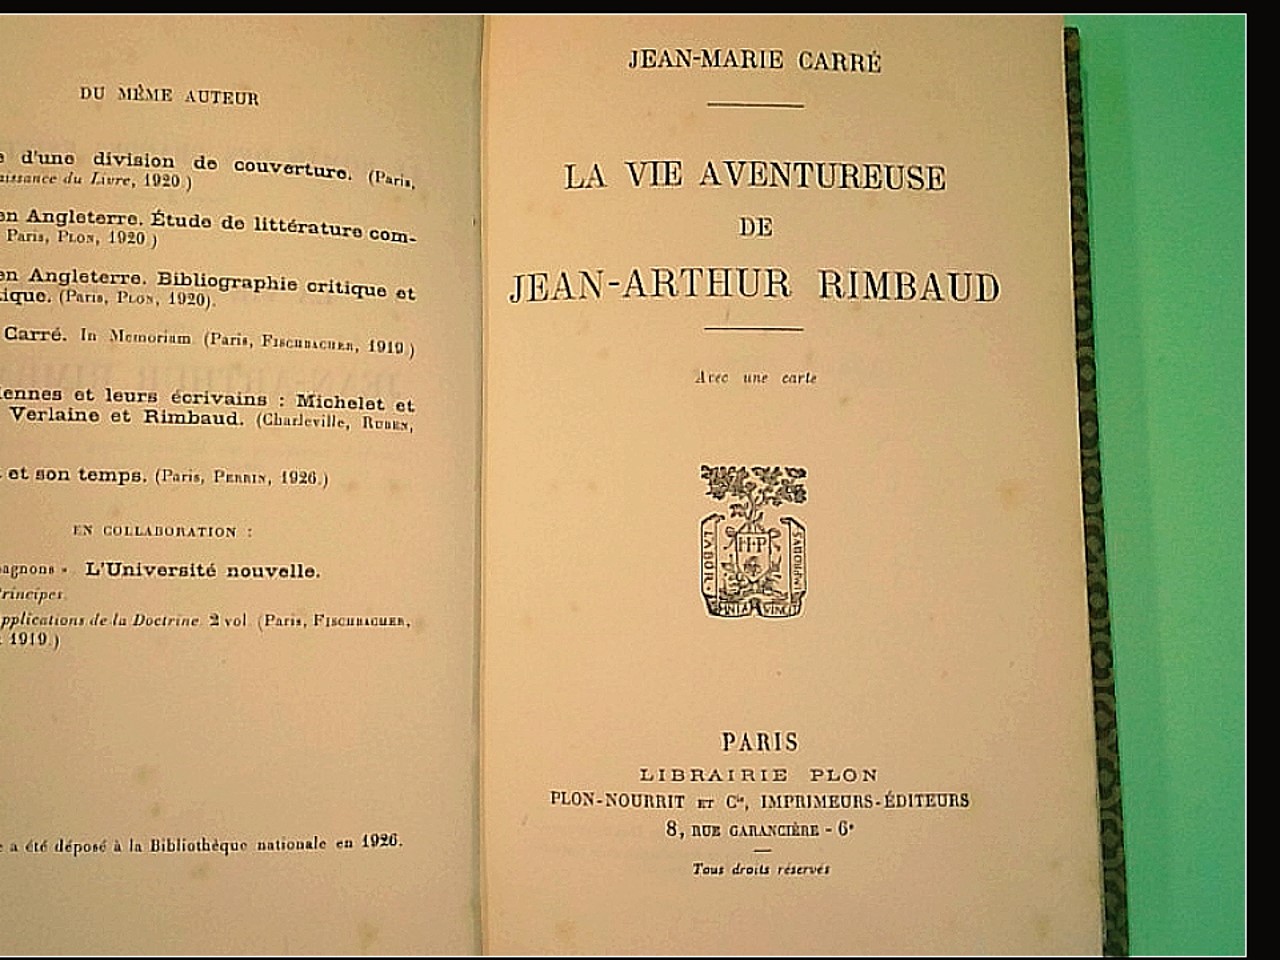 DU MÊME AUTEUR
d'une division de couverture. (Paris,
aissance du Livre, 1920.)
en Angleterre. Étude de littérature com-
Paris, PLON, 1920.)
en Angleterre. Bibliographie critique et
ique. (Paris, PLON, 1920).
Carré. In Memoriam (Paris, FISCHBACHER, 1919.)
iennes et leurs écrivains : Michelet et
Verlaine et Rimbaud. (Charleville, RUBEN,
et son temps. (Paris, PERRIN, 1926.)
EN COLLABORATION :
agnons ». L'Université nouvelle.
rincipes.
pplications de la Doctrine. 2 vol. (Paris, FISCHBACHER,
1919.)
a été déposé à la Bibliothèque nationale en 1926.
JEAN-MARIE CARRÉ
LA VIE AVENTUREUSE
DE
JEAN-ARTHUR RIMBAUD
Avec une carte
H·P
LABOR
IMPROBVS
OMNIA VINCIT
PARIS
LIBRAIRIE PLON
PLON-NOURRIT ET Cie, IMPRIMEURS-ÉDITEURS
8, RUE GARANCIÈRE - 6e
Tous droits réservés